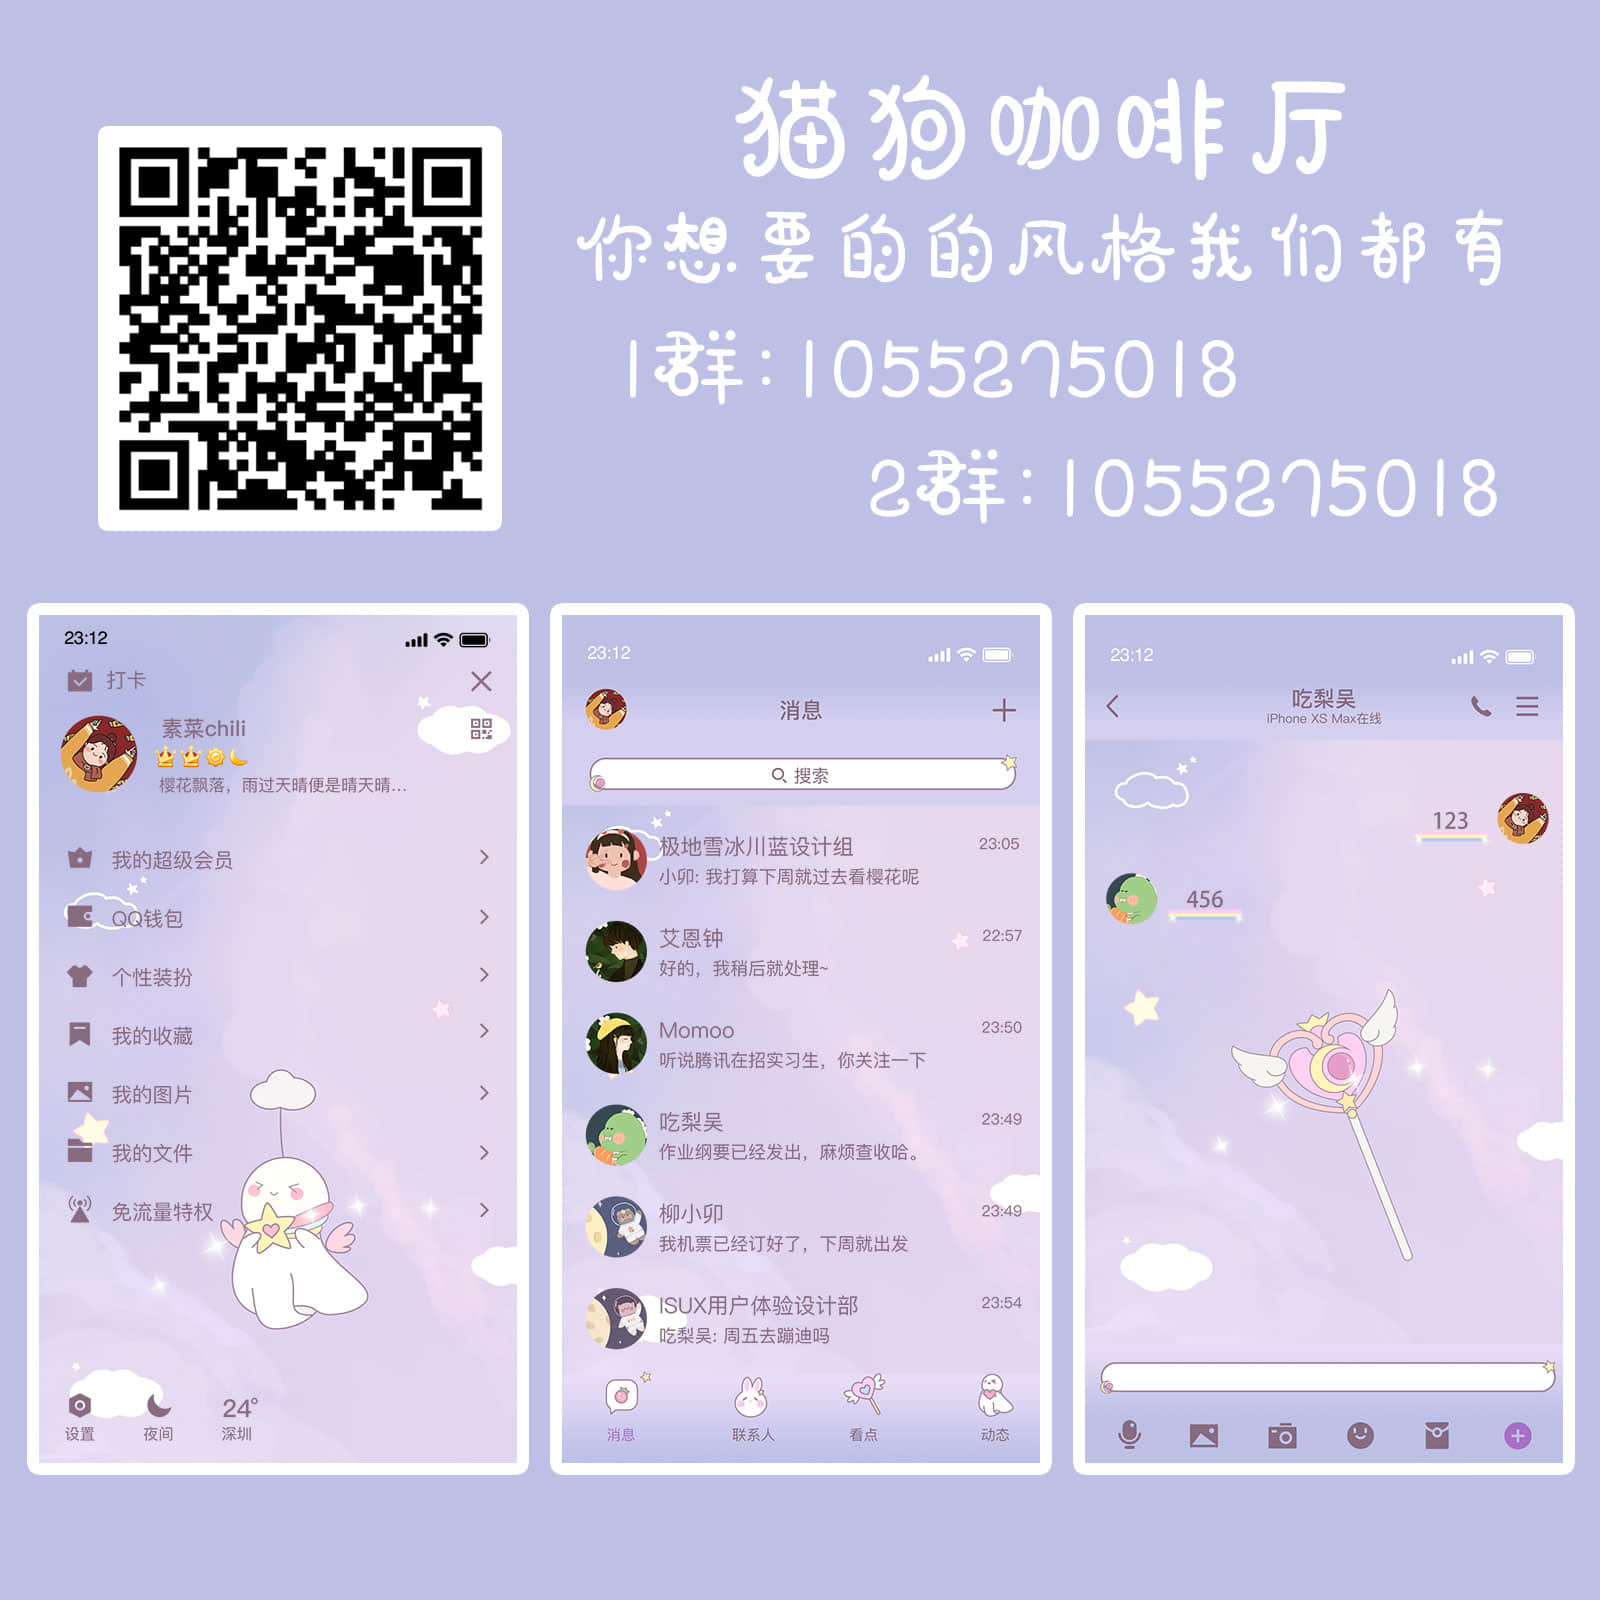 猫狗咖啡厅
你想要的的风格我们都有
1群:1055275018
2群:1055275018
23:12
打卡
素菜chili
樱花飘落，雨过天晴便是晴天晴...
我的超级会员
QQ钱包
个性装扮
我的收藏
我的图片
我的文件
免流量特权
24°
设置 夜间 深圳
23:12
消息
搜索
极地雪冰川蓝设计组 23:05
小卯: 我打算下周就过去看樱花呢
艾恩钟 22:57
好的，我稍后就处理~
Momoo 23:50
听说腾讯在招实习生，你关注一下
吃梨吴 23:49
作业纲要已经发出，麻烦查收哈。
柳小卯 23:49
我机票已经订好了，下周就出发
ISUX用户体验设计部 23:54
吃梨吴: 周五去蹦迪吗
消息 联系人 看点 动态
23:12
吃梨吴
iPhone XS Max在线
123
456